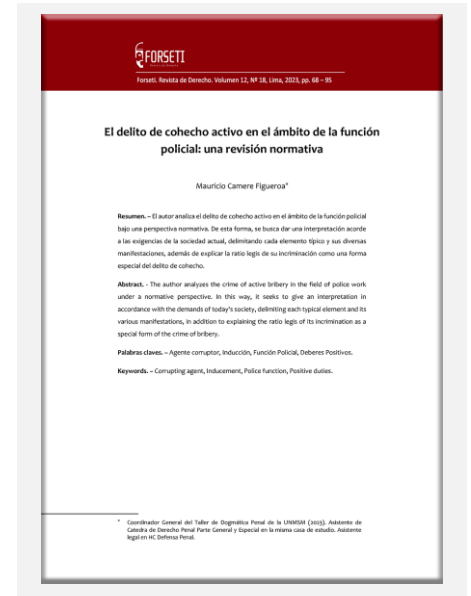 FORSETI
Forseti. Revista de Derecho. Volumen 12, Nº 18, Lima, 2023, pp. 68 – 95
El delito de cohecho activo en el ámbito de la función
policial: una revisión normativa
Mauricio Camere Figueroa*
Resumen. – El autor analiza el delito de cohecho activo en el ámbito de la función policial
bajo una perspectiva normativa. De esta forma, se busca dar una interpretación acorde
a las exigencias de la sociedad actual, delimitando cada elemento típico y sus diversas
manifestaciones, además de explicar la ratio legis de su incriminación como una forma
especial del delito de cohecho.
Abstract. - The author analyzes the crime of active bribery in the field of police work
under a normative perspective. In this way, it seeks to give an interpretation in
accordance with the demands of today's society, delimiting each typical element and its
various manifestations, in addition to explaining the ratio legis of its incrimination as a
special form of the crime of bribery.
Palabras claves. – Agente corruptor, Inducción, Función Policial, Deberes Positivos.
Keywords. – Corrupting agent, Inducement, Police function, Positive duties.
* Coordinador General del Taller de Dogmática Penal de la UNMSM (2023). Asistente de
Catedra de Derecho Penal Parte General y Especial en la misma casa de estudio. Asistente
legal en HC Defensa Penal.